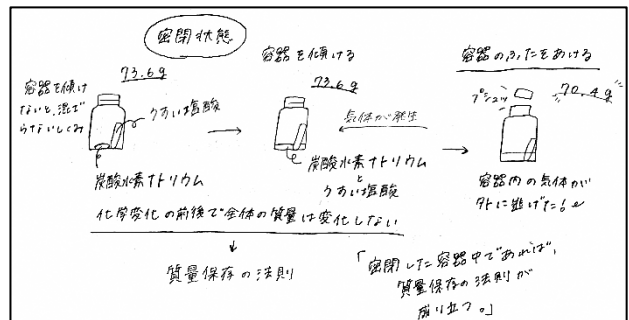 密閉状態
73.6g
容器を傾け
ないと、混ざ
らないしくみ
うすい塩酸
炭酸水素ナトリウム
容器を傾ける
73.6g
気体が発生
炭酸水素ナトリウム
と
うすい塩酸
容器のふたをあける
プシュッ
70.4g
容器内の気体が
外に逃げた!
化学変化の前後で全体の質量は変化しない
質量保存の法則
「密閉した容器中であれば、
質量保存の法則が
成り立つ。」